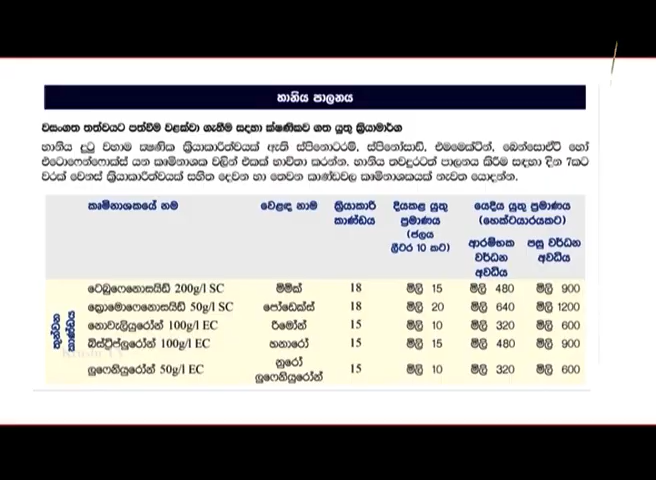 හානිය පාලනය
වසංගත තත්වයට පත්වීම වළක්වා ගැනීම සඳහා ක්ෂණිකව ගත යුතු ක්‍රියාමාර්ග
හානිය දුටු වහාම ක්ෂණික ක්‍රියාකාරිත්වයක් ඇති ස්පිනොටරම්, ස්පිනෝසාඩ්, එමමෙක්ටින්, බෙන්සොඒට් හෝ
එටොෆෙන්ෆොක්ස් යන කෘමිනාශක වලින් එකක් භාවිතා කරන්න. හානිය තවදුරටත් පාලනය කිරීම සඳහා දින 7කට
වරක් වෙනස් ක්‍රියාකාරිත්වයක් සහිත දෙවන හා තෙවන කාණ්ඩවල කෘමිනාශකයක් නැවත යොදන්න.
කෘමිනාශකයේ නම වෙළඳ නාම ක්‍රියාකාරී කාණ්ඩය දියකළ යුතු ප්‍රමාණය (ජලය ලීටර 10 කට) යෙදිය යුතු ප්‍රමාණය (හෙක්ටයාරයකට)
ආරම්භක වර්ධන අවධිය පසු වර්ධන අවධිය
තුන්වන කාණ්ඩය
ටෙබුෆෙනොසයිඩ් 200g/l SC මිමික් 18 මිලි 15 මිලි 480 මිලි 900
ක්‍රොමොෆෙනොසයිඩ් 50g/l SC පෝඩෙක්ස් 18 මිලි 20 මිලි 640 මිලි 1200
නොවැලියුරෝන් 100g/l EC රිමෝන් 15 මිලි 10 මිලි 320 මිලි 600
බිස්ට්‍රිප්ලුරෝන් 100g/l EC හනාරෝ 15 මිලි 15 මිලි 480 මිලි 900
ලුෆෙනියුරෝන් 50g/l EC නුරෝ ලුෆෙනියුරෝන් 15 මිලි 10 මිලි 320 මිලි 600